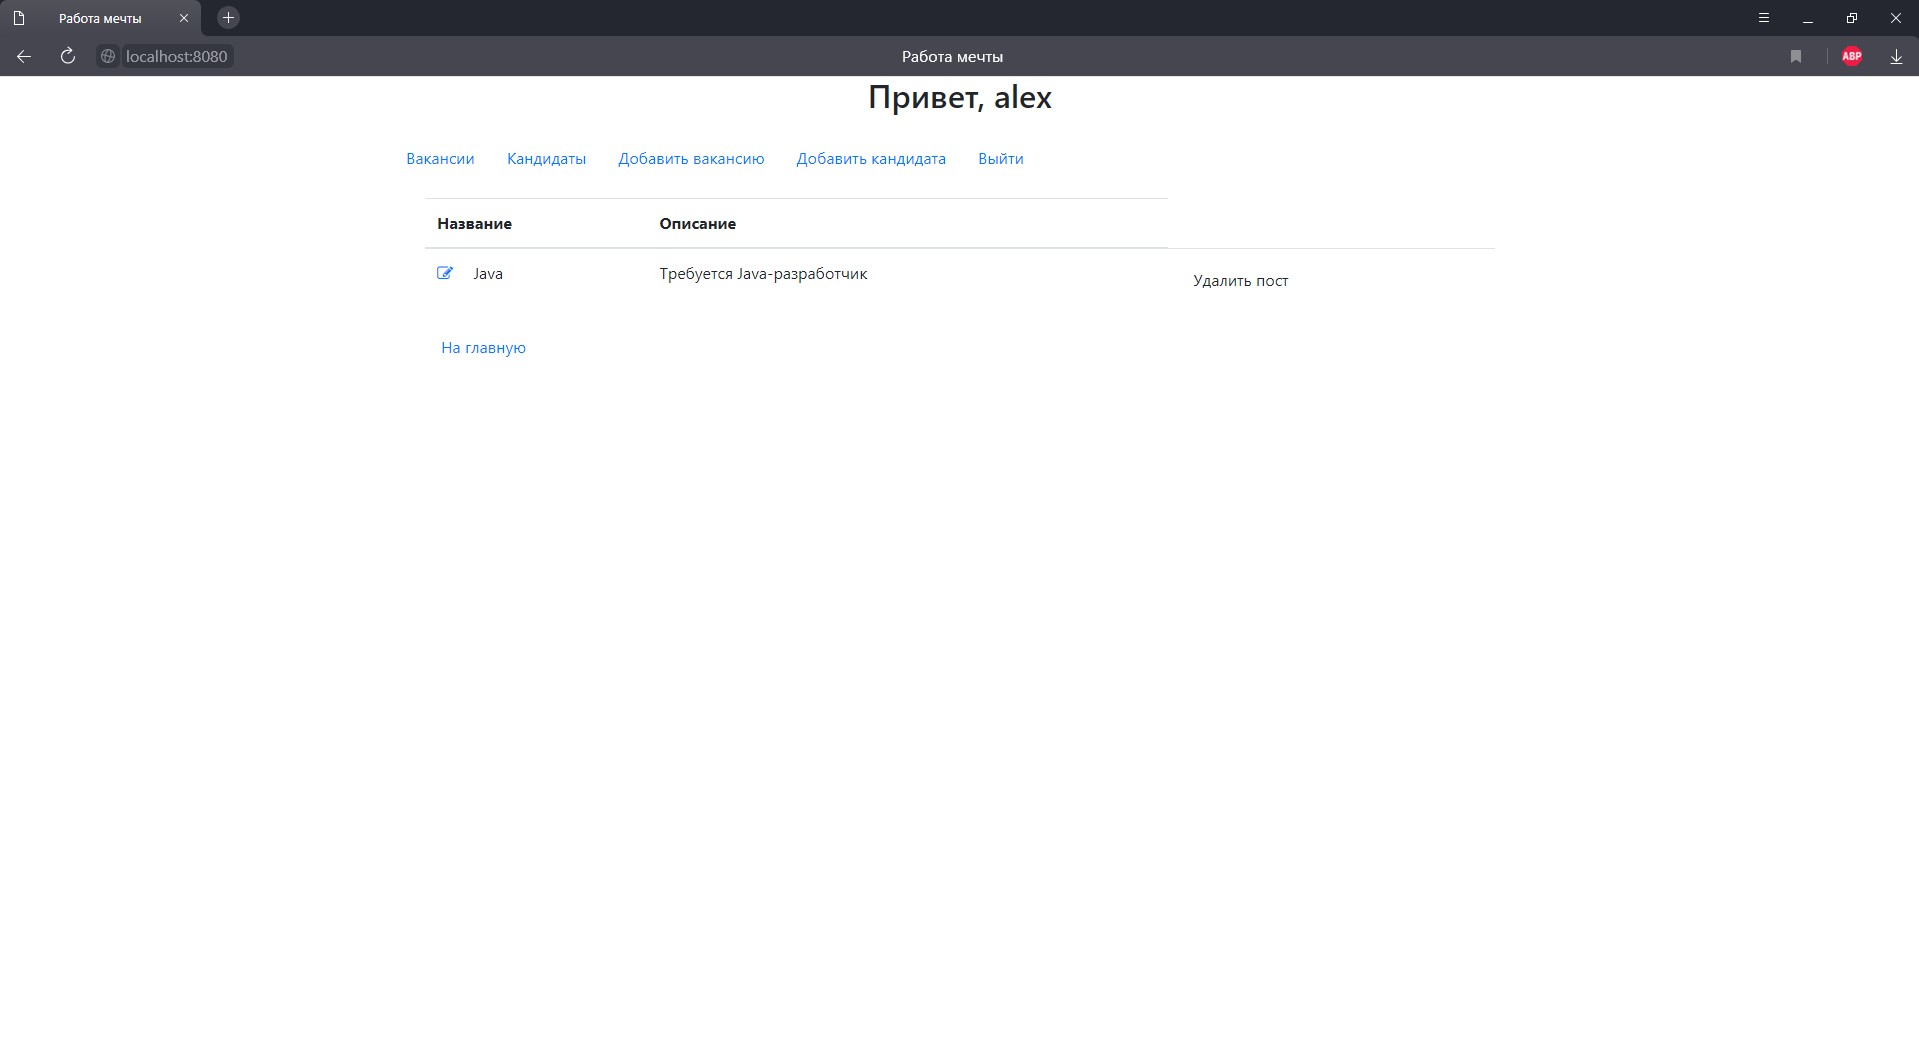 Работа мечты
localhost:8080 Работа мечты ABP
Привет, alex
Вакансии Кандидаты Добавить вакансию Добавить кандидата Выйти
Название Описание
Java Требуется Java-разработчик Удалить пост
На главную